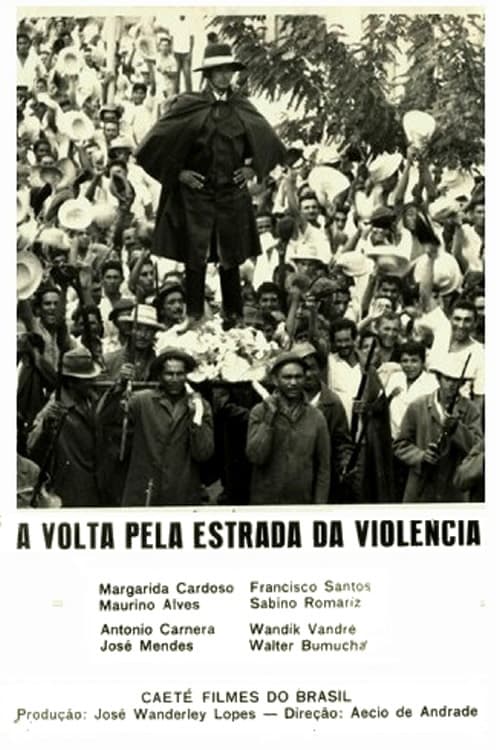 A VOLTA PELA ESTRADA DA VIOLENCIA
Margarida Cardoso Francisco Santos
Maurino Alves Sabino Romariz
Antonio Carnera Wandik Vandré
José Mendes Walter Bumucha
CAETÉ FILMES DO BRASIL
Produção: José Wanderley Lopes — Direção: Aecio de Andrade